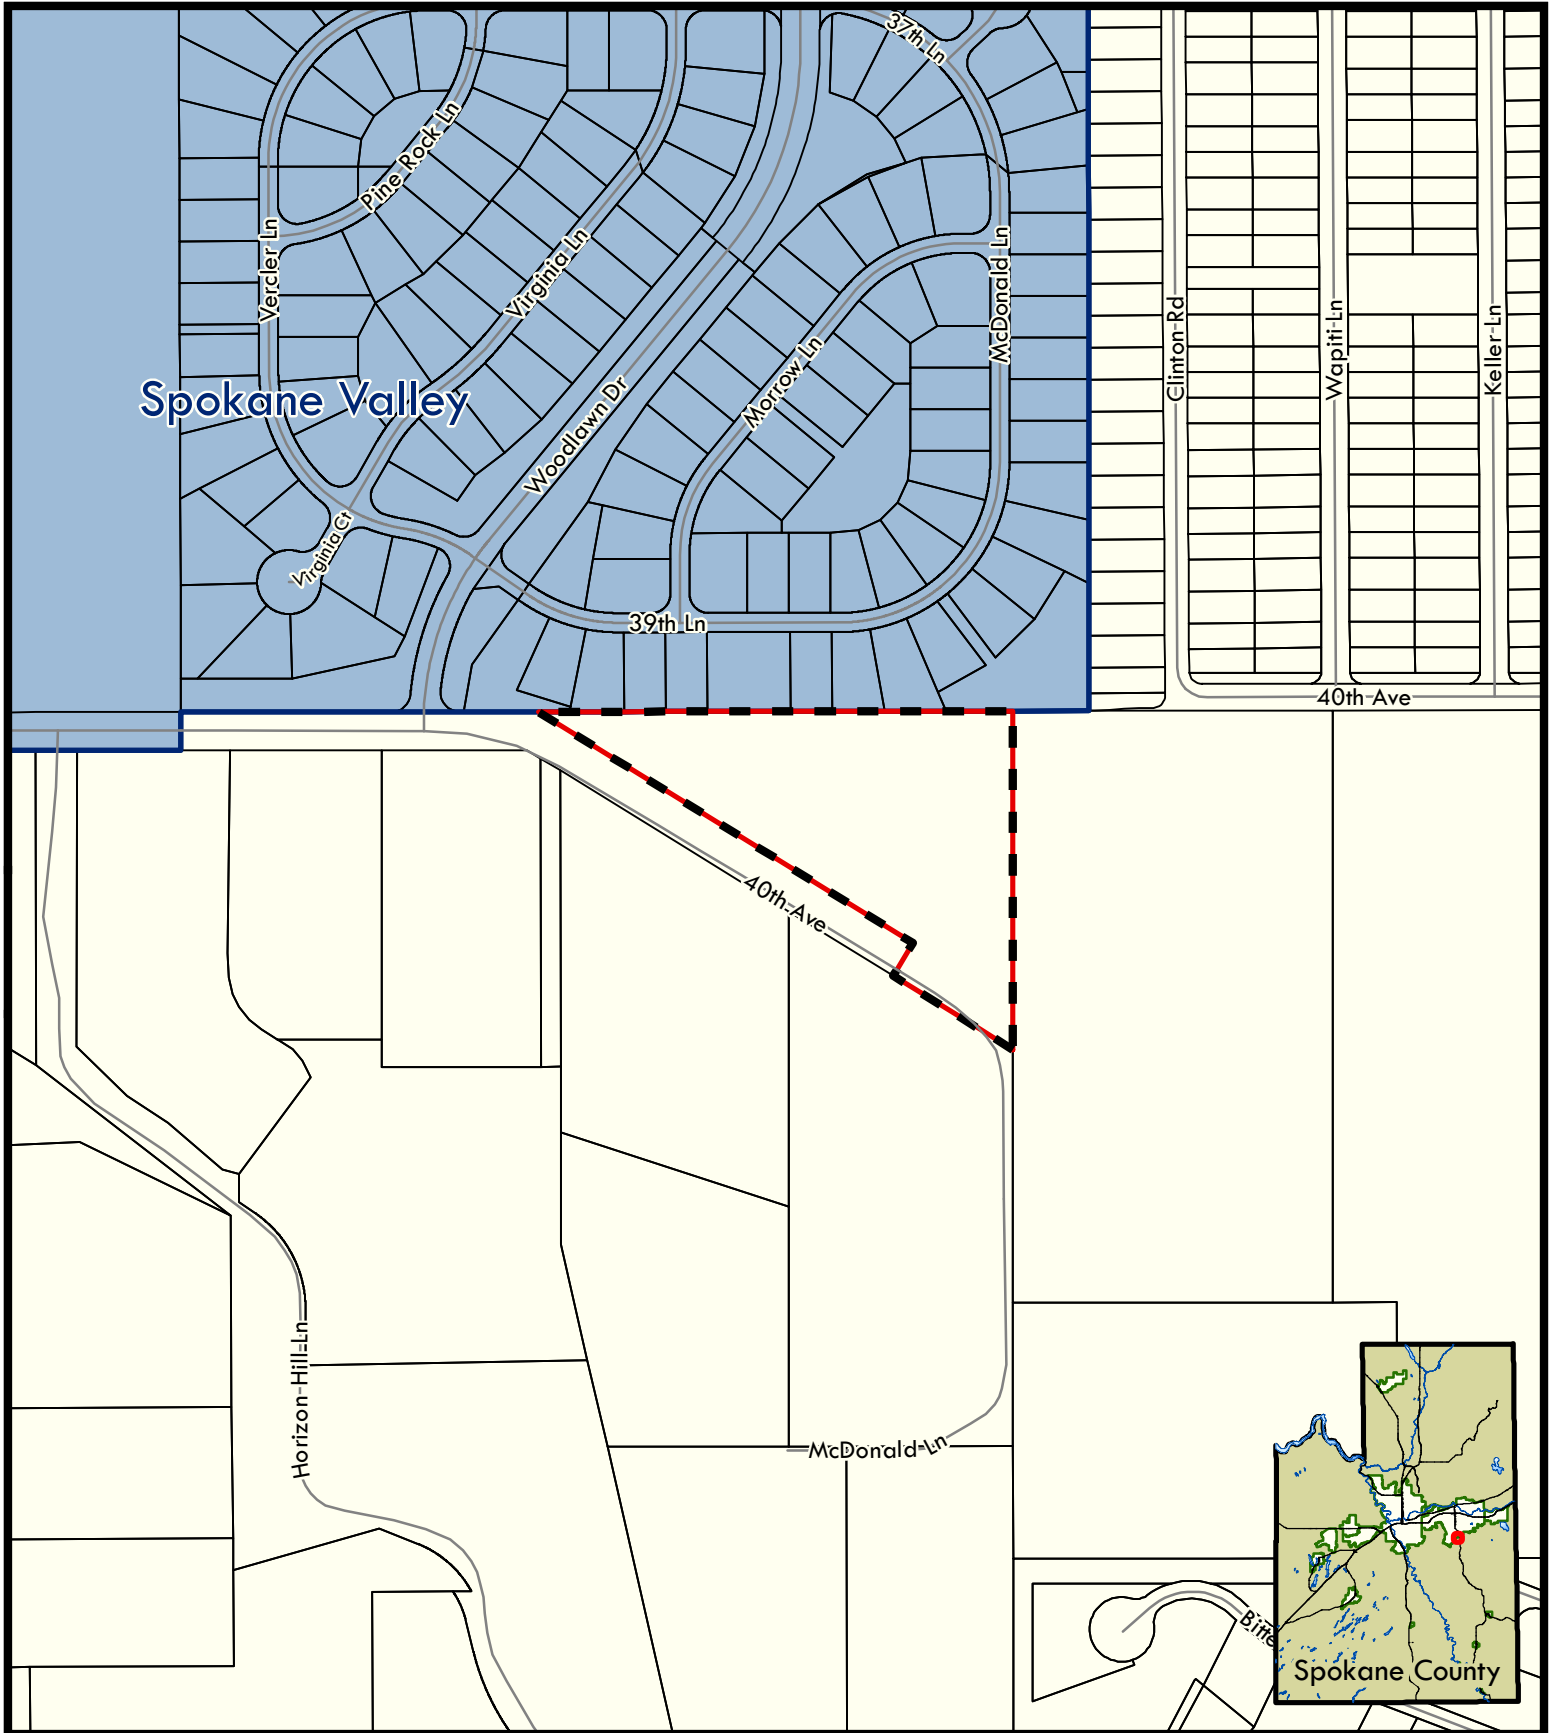 37th Ln
Pine Rock Ln
Vercler Ln
Virginia Ln
McDonald Ln
Clinton Rd
Wapiti Ln
Keller Ln
Morrow Ln
Spokane Valley
Woodlawn Dr
Virginia Ct
39th Ln
40th Ave
40th Ave
Horizon Hill Ln
McDonald Ln
Bitte
Spokane County